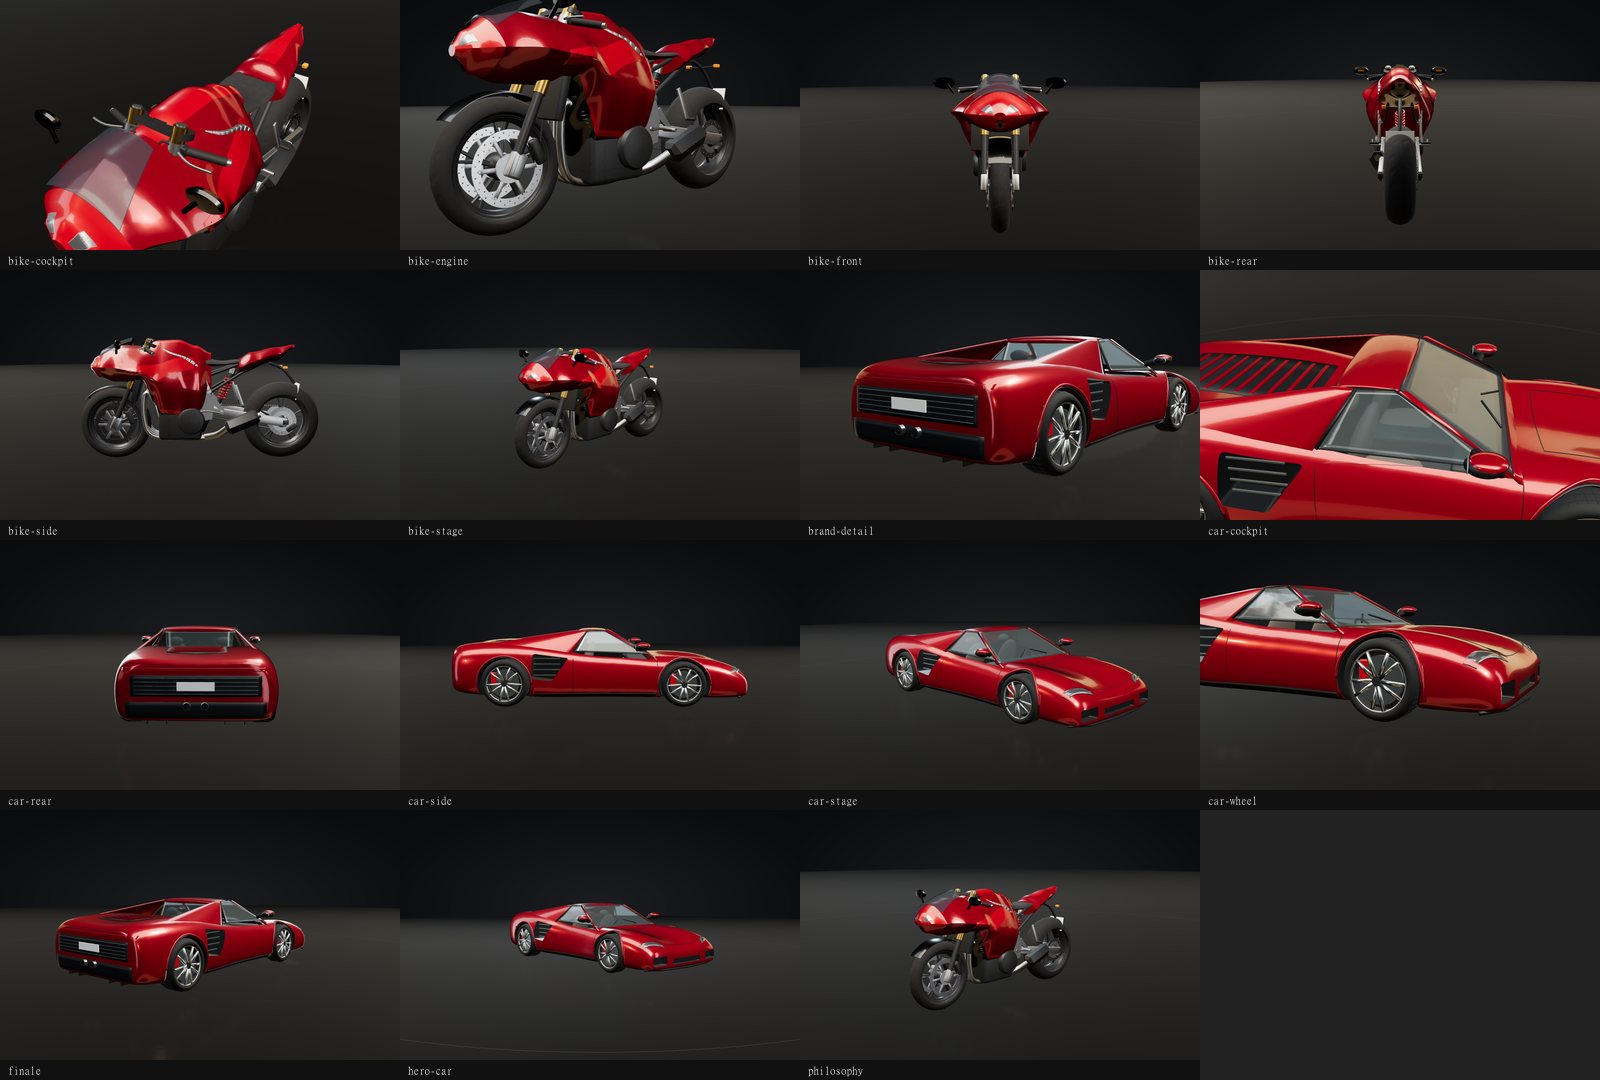 bike-cockpit
bike-engine
bike-front
bike-rear
bike-side
bike-stage
brand-detail
car-cockpit
car-rear
car-side
car-stage
car-wheel
finale
hero-car
philosophy